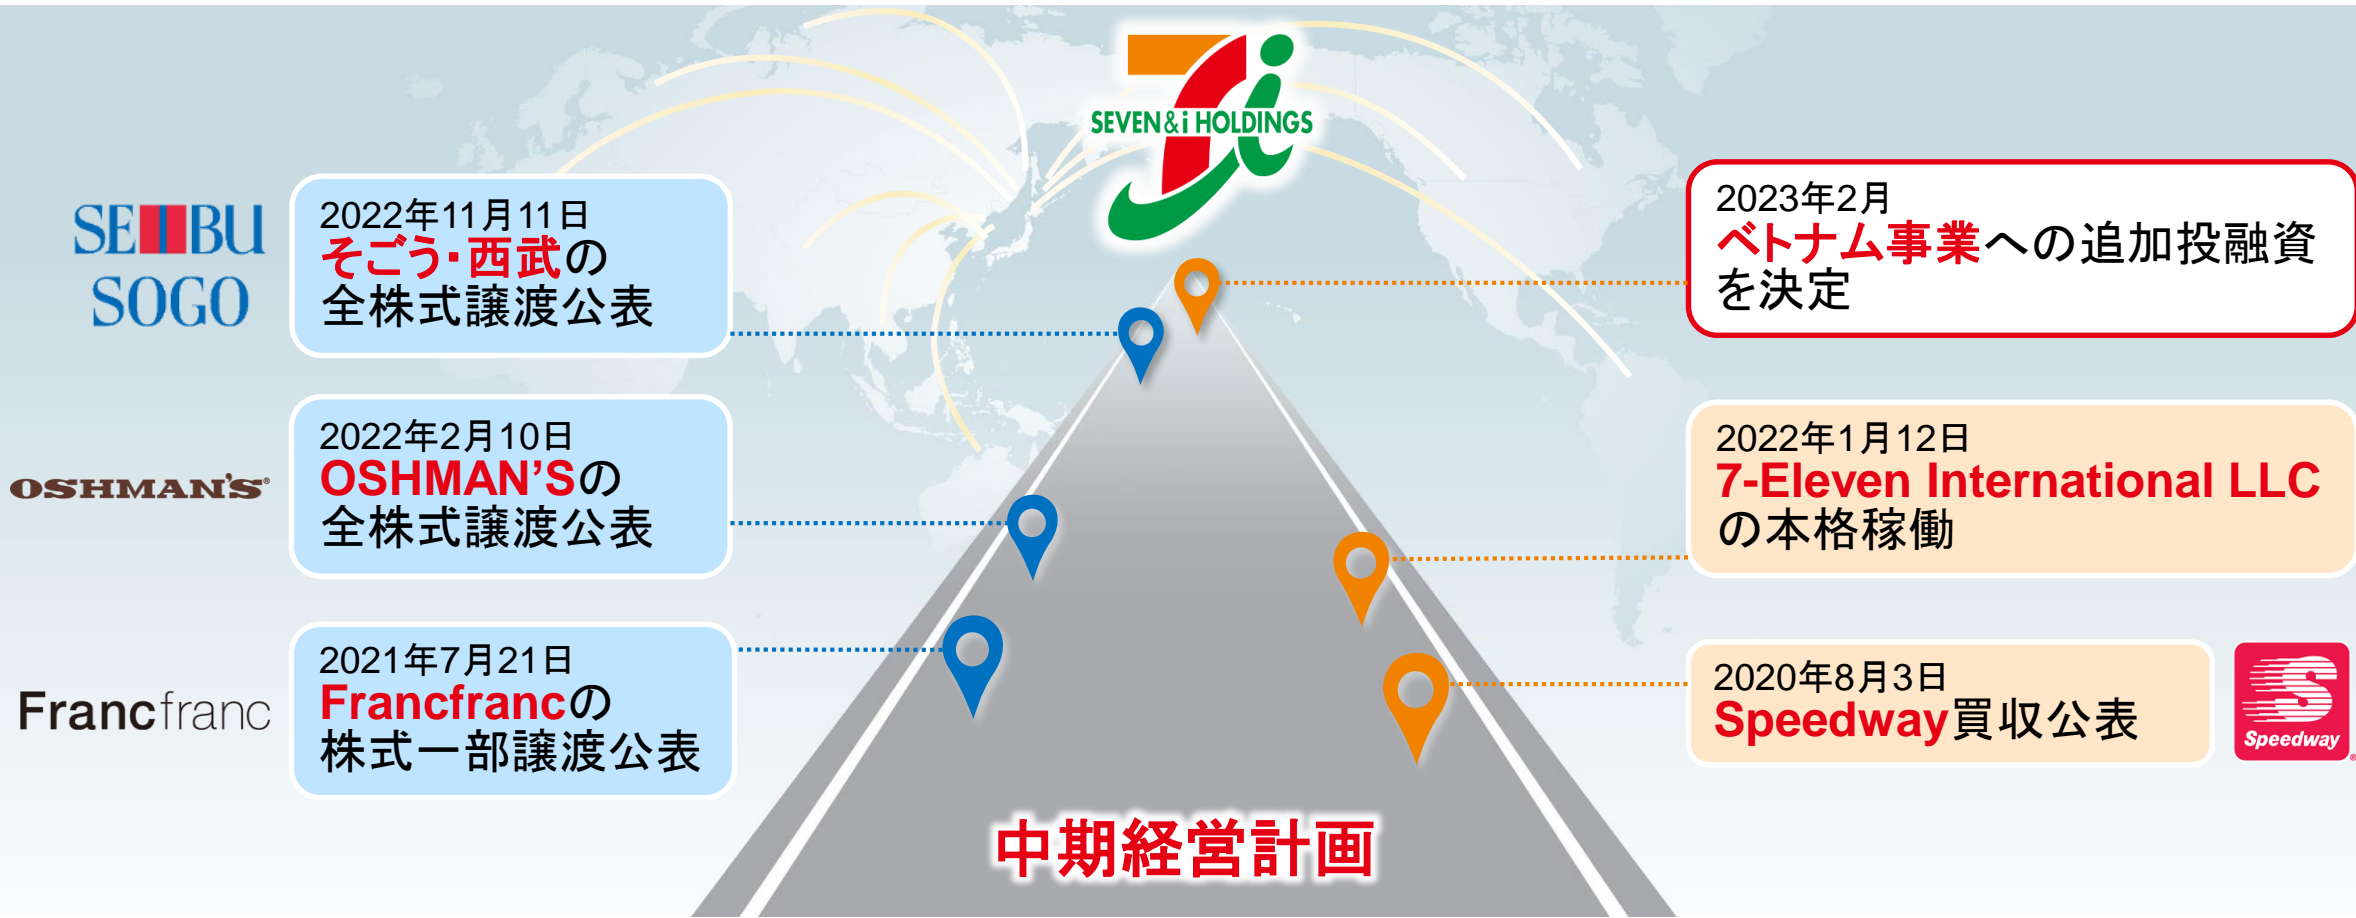 SEVEN&i HOLDINGS
SEIBU
SOGO
2022年11月11日
そごう・西武の
全株式譲渡公表
OSHMAN'S
2022年2月10日
OSHMAN’Sの
全株式譲渡公表
Francfranc
2021年7月21日
Francfrancの
株式一部譲渡公表
2023年2月
ベトナム事業への追加投融資
を決定
2022年1月12日
7-Eleven International LLC
の本格稼働
2020年8月3日
Speedway買収公表
Speedway
中期経営計画